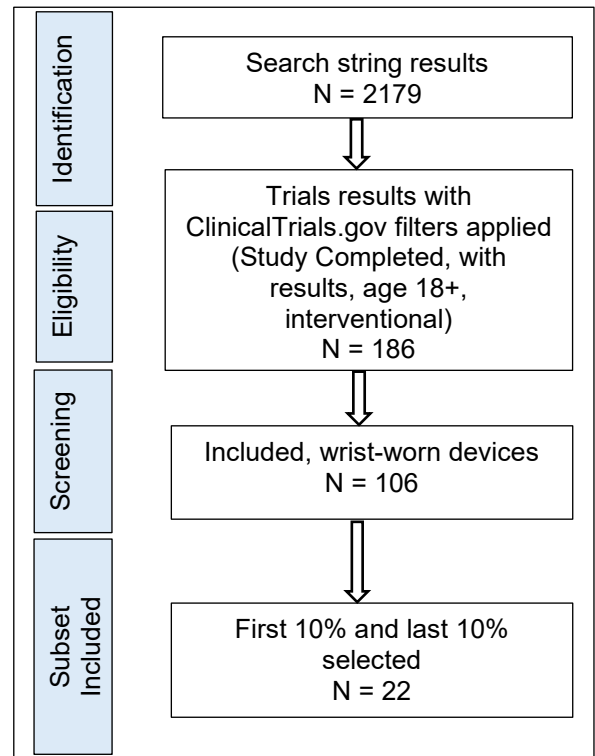 Identification
Search string results
N = 2179
Eligibility
Trials results with
ClinicalTrials.gov filters applied
(Study Completed, with
results, age 18+,
interventional)
N = 186
Screening
Included, wrist-worn devices
N = 106
Subset
Included
First 10% and last 10%
selected
N = 22